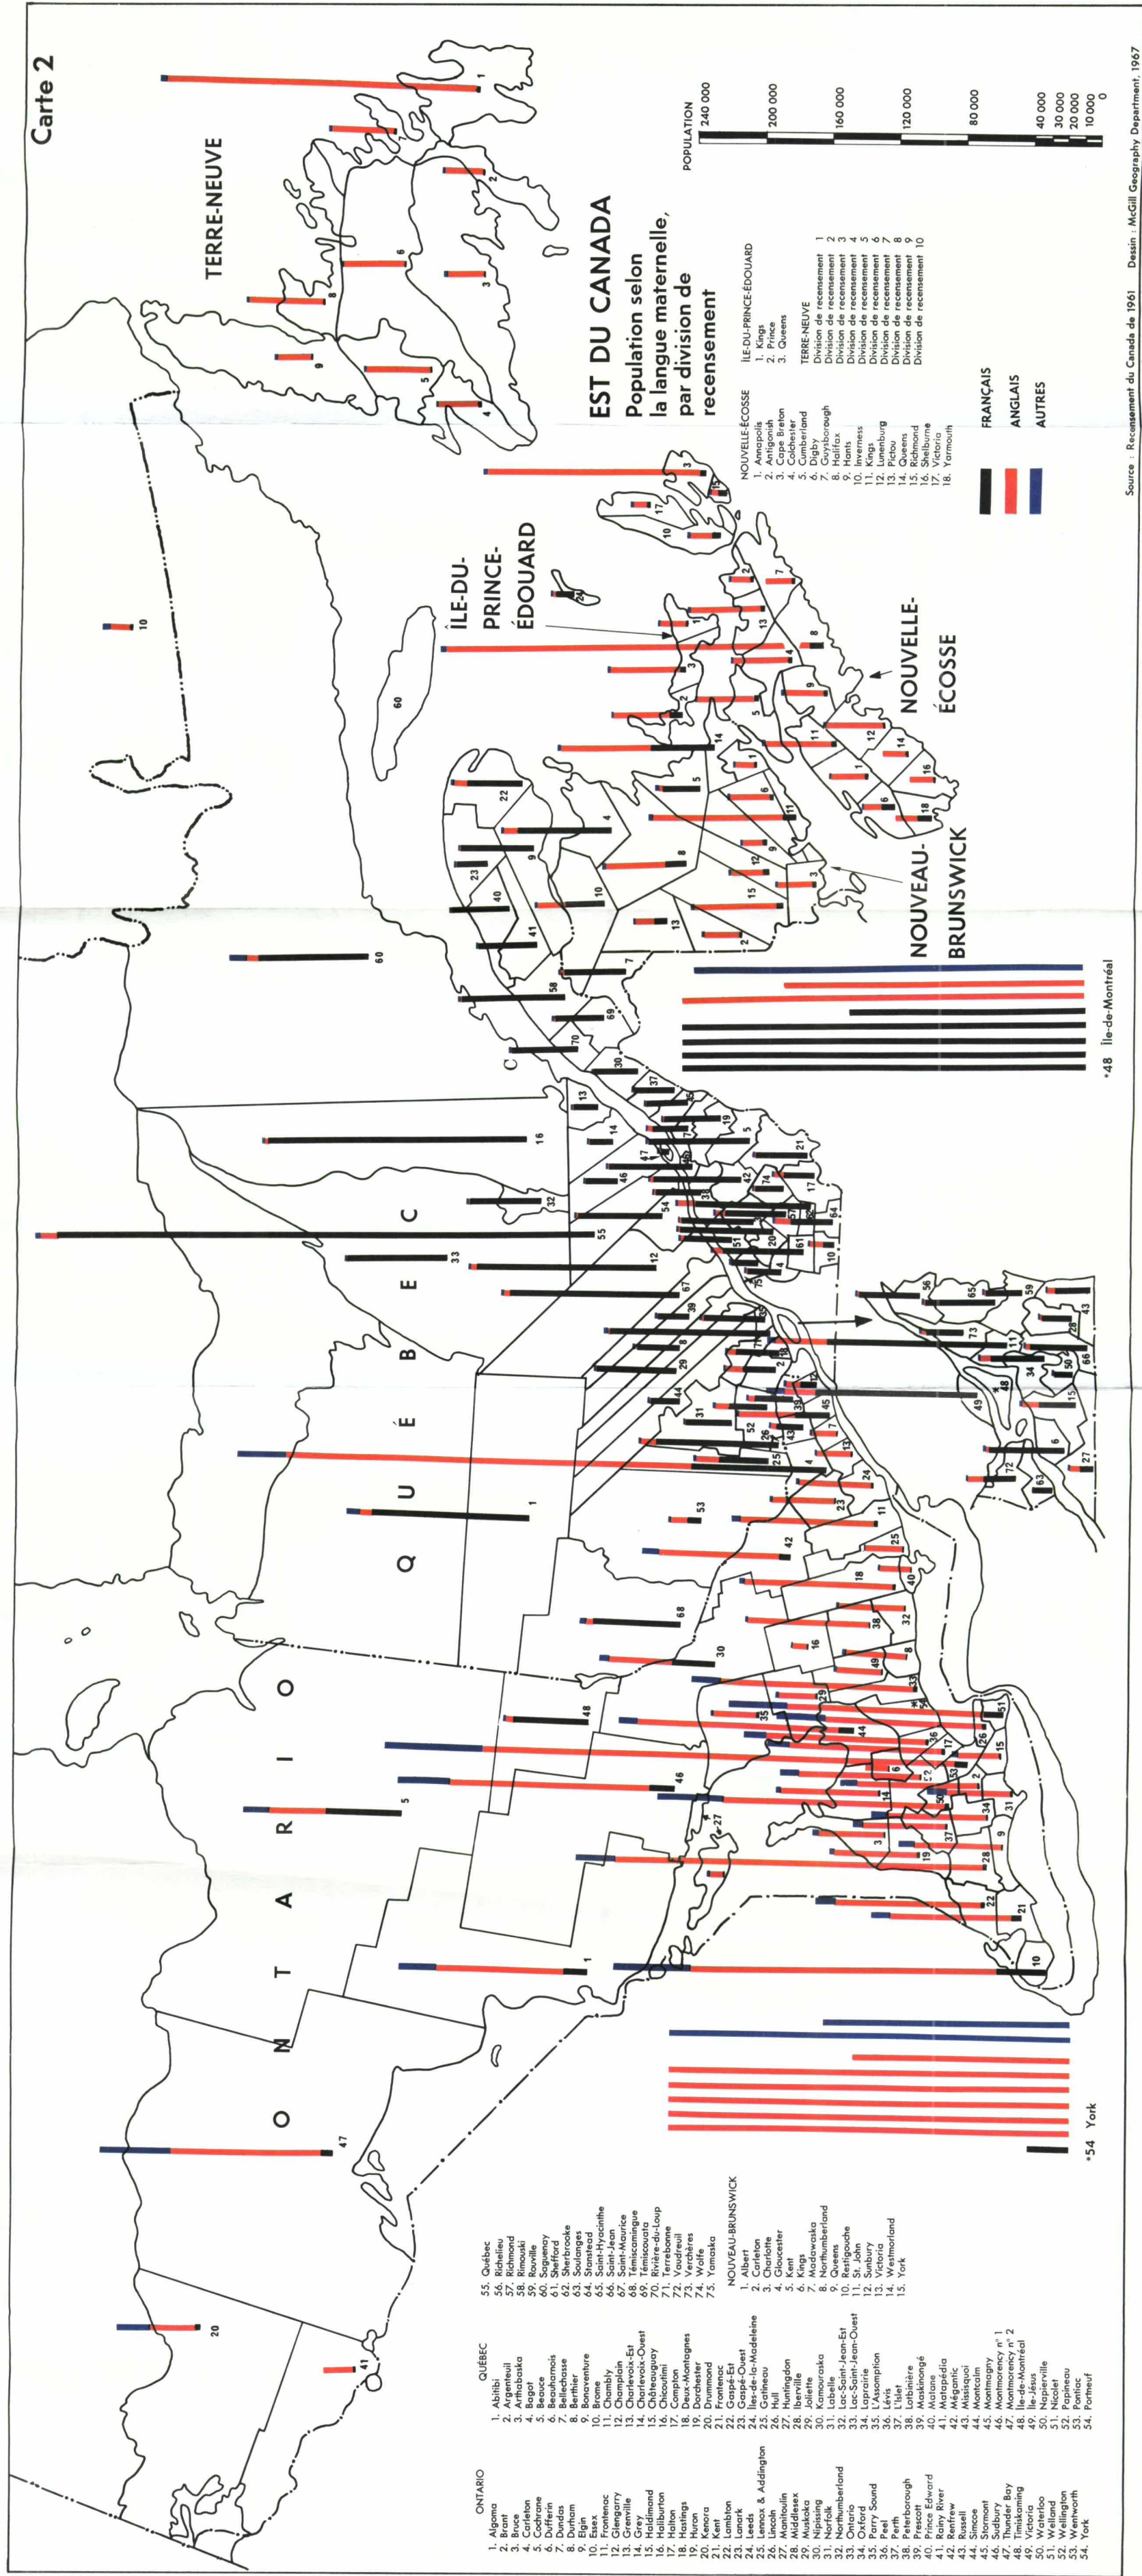 Carte 2
TERRE-NEUVE
EST DU CANADA
Population selon
la langue maternelle,
par division de
recensement
ÎLE-DU-
PRINCE-
ÉDOUARD
NOUVELLE-
ÉCOSSE
NOUVEAU-
BRUNSWICK
QUÉBEC
ONTARIO
C
*48 Île-de-Montréal
*54 York
POPULATION
240 000
200 000
160 000
120 000
80 000
40 000
30 000
20 000
10 000
0
FRANÇAIS
ANGLAIS
AUTRES
NOUVELLE-ÉCOSSE
1. Annapolis
2. Antigonish
3. Cape Breton
4. Colchester
5. Cumberland
6. Digby
7. Guysborough
8. Halifax
9. Hants
10. Inverness
11. Kings
12. Lunenburg
13. Pictou
14. Queens
15. Richmond
16. Shelburne
17. Victoria
18. Yarmouth
ÎLE-DU-PRINCE-ÉDOUARD
1. Kings
2. Prince
3. Queens
TERRE-NEUVE
Division de recensement 1
Division de recensement 2
Division de recensement 3
Division de recensement 4
Division de recensement 5
Division de recensement 6
Division de recensement 7
Division de recensement 8
Division de recensement 9
Division de recensement 10
ONTARIO
1. Algoma
2. Brant
3. Bruce
4. Carleton
5. Cochrane
6. Dufferin
7. Dundas
8. Durham
9. Elgin
10. Essex
11. Frontenac
12. Glengarry
13. Grenville
14. Grey
15. Haldimand
16. Haliburton
17. Halton
18. Hastings
19. Huron
20. Kenora
21. Kent
22. Lambton
23. Lanark
24. Leeds
25. Lennox & Addington
26. Lincoln
27. Manitoulin
28. Middlesex
29. Muskoka
30. Nipissing
31. Norfolk
32. Northumberland
33. Ontario
34. Oxford
35. Parry Sound
36. Peel
37. Perth
38. Peterborough
39. Prescott
40. Prince Edward
41. Rainy River
42. Renfrew
43. Russell
44. Simcoe
45. Stormont
46. Sudbury
47. Thunder Bay
48. Timiskaming
49. Victoria
50. Waterloo
51. Welland
52. Wellington
53. Wentworth
54. York
QUÉBEC
1. Abitibi
2. Argenteuil
3. Arthabaska
4. Bagot
5. Beauce
6. Beauharnois
7. Bellechasse
8. Berthier
9. Bonaventure
10. Brome
11. Chambly
12. Champlain
13. Charlevoix-Est
14. Charlevoix-Ouest
15. Châteauguay
16. Chicoutimi
17. Compton
18. Deux-Montagnes
19. Dorchester
20. Drummond
21. Frontenac
22. Gaspé-Est
23. Gaspé-Ouest
24. Îles-de-la-Madeleine
25. Gatineau
26. Hull
27. Huntingdon
28. Iberville
29. Joliette
30. Kamouraska
31. Labelle
32. Lac-Saint-Jean-Est
33. Lac-Saint-Jean-Ouest
34. Laprairie
35. L'Assomption
36. Lévis
37. L'Islet
38. Lotbinière
39. Maskinongé
40. Matane
41. Matapédia
42. Mégantic
43. Missisquoi
44. Montcalm
45. Montmagny
46. Montmorency n° 1
47. Montmorency n° 2
48. Île-de-Montréal
49. Île-Jésus
50. Napierville
51. Nicolet
52. Papineau
53. Pontiac
54. Portneuf
55. Québec
56. Richelieu
57. Richmond
58. Rimouski
59. Rouville
60. Saguenay
61. Shefford
62. Sherbrooke
63. Soulanges
64. Stanstead
65. Saint-Hyacinthe
66. Saint-Jean
67. Saint-Maurice
68. Témiscamingue
69. Témiscouata
70. Rivière-du-Loup
71. Terrebonne
72. Vaudreuil
73. Verchères
74. Wolfe
75. Yamaska
NOUVEAU-BRUNSWICK
1. Albert
2. Carleton
3. Charlotte
4. Gloucester
5. Kent
6. Kings
7. Madawaska
8. Northumberland
9. Queens
10. Restigouche
11. St. John
12. Sunbury
13. Victoria
14. Westmorland
15. York
Source : Recensement du Canada de 1961 Dessin : McGill Geography Department, 1967